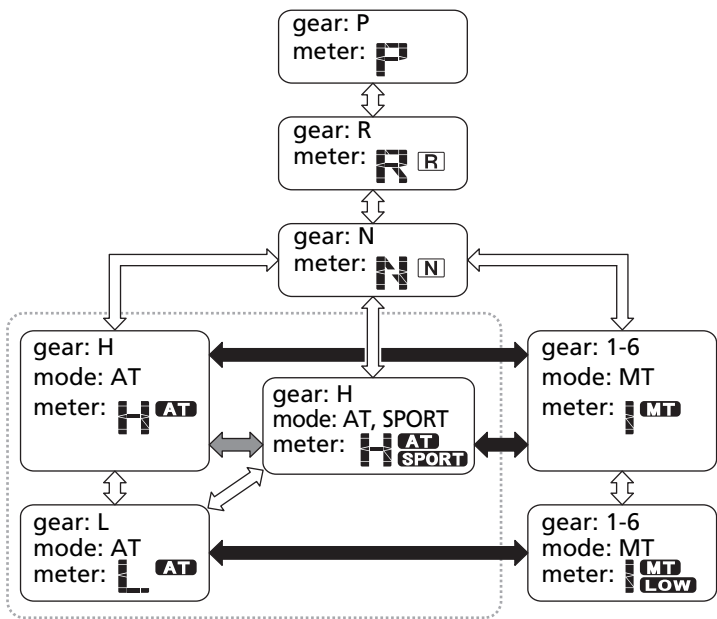 gear: P
meter: P
gear: R
meter: R R
gear: N
meter: N N
gear: H
mode: AT
meter: H AT
gear: H
mode: AT, SPORT
meter: H AT
SPORT
gear: 1-6
mode: MT
meter: 1 MT
gear: L
mode: AT
meter: L AT
gear: 1-6
mode: MT
meter: 1 MT
LOW